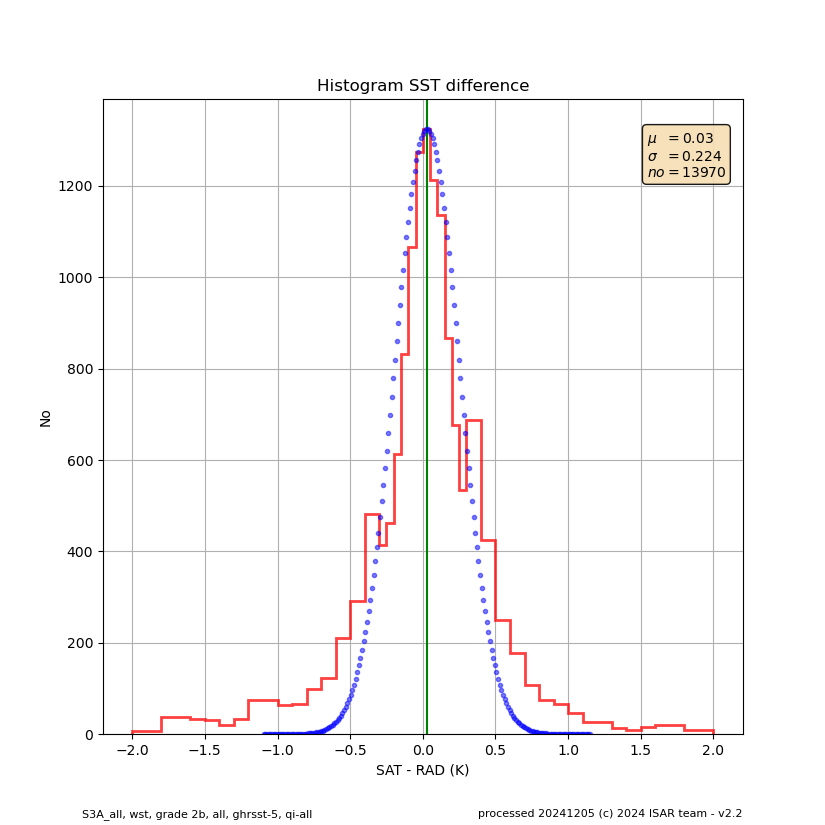 Histogram SST difference
μ = 0.03
σ = 0.224
no = 13970
1200
1000
800
600
400
200
0
No
−2.0 −1.5 −1.0 −0.5 0.0 0.5 1.0 1.5 2.0
SAT - RAD (K)
S3A_all, wst, grade 2b, all, ghrsst-5, qi-all
processed 20241205 (c) 2024 ISAR team - v2.2